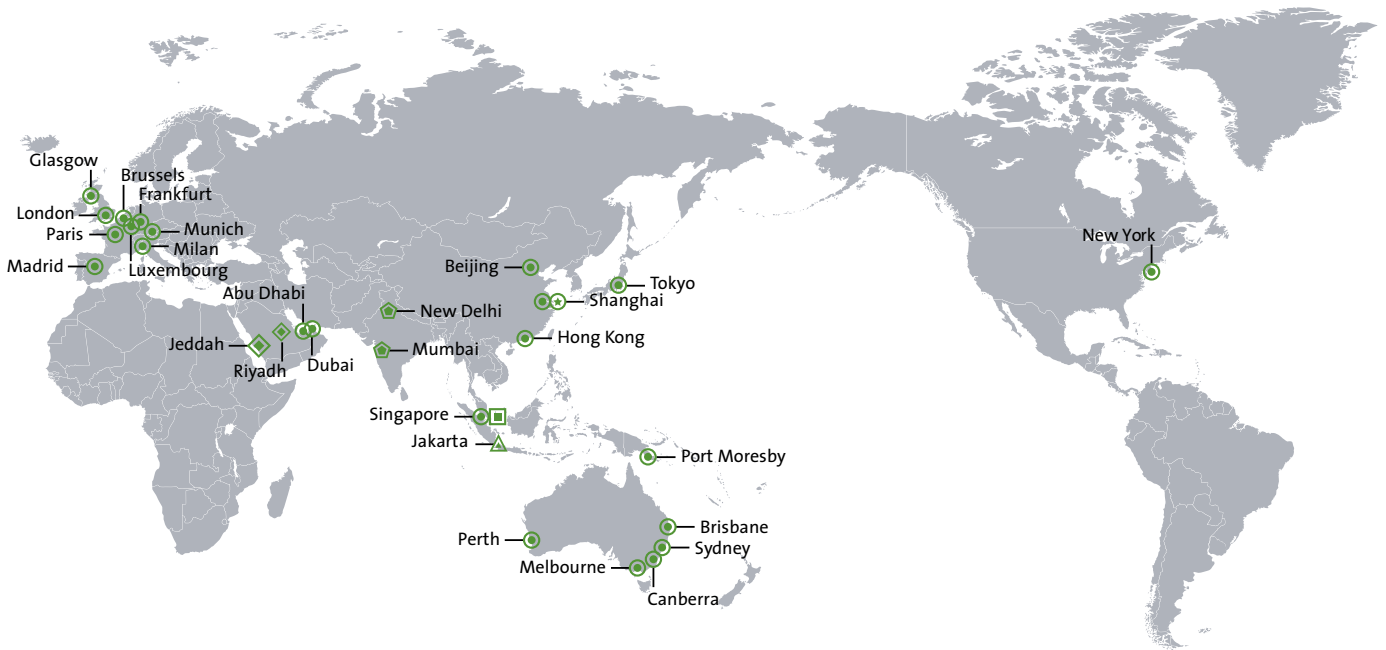 Glasgow
Brussels
Frankfurt
London
Paris
Munich
Milan
Madrid
Luxembourg
New York
Beijing
Tokyo
Abu Dhabi
Shanghai
New Delhi
Hong Kong
Jeddah
Mumbai
Riyadh
Dubai
Singapore
Jakarta
Port Moresby
Brisbane
Perth
Sydney
Melbourne
Canberra